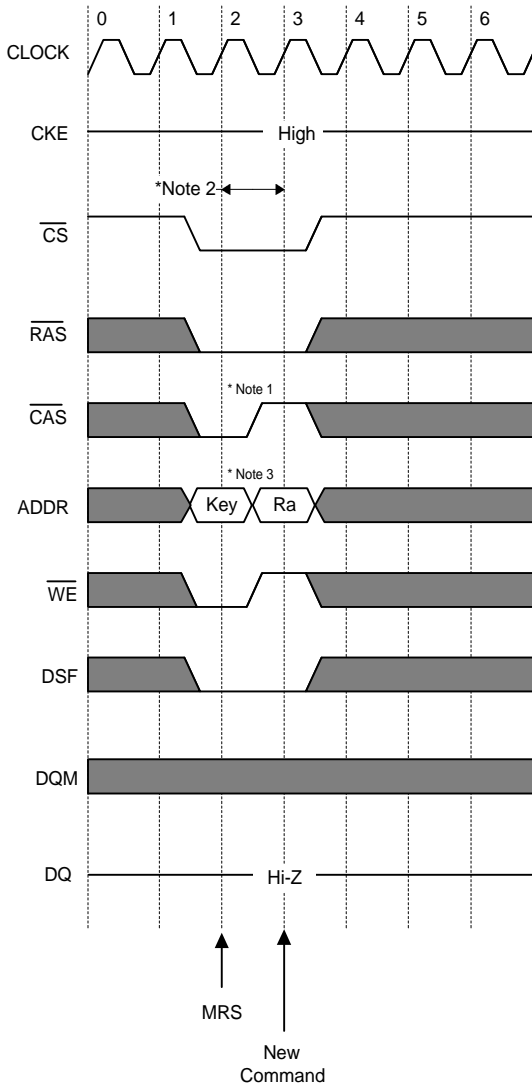 0 1 2 3 4 5 6
CLOCK
CKE High
*Note 2
CS
RAS
* Note 1
CAS
* Note 3
ADDR Key Ra
WE
DSF
DQM
DQ Hi-Z
MRS
New
Command